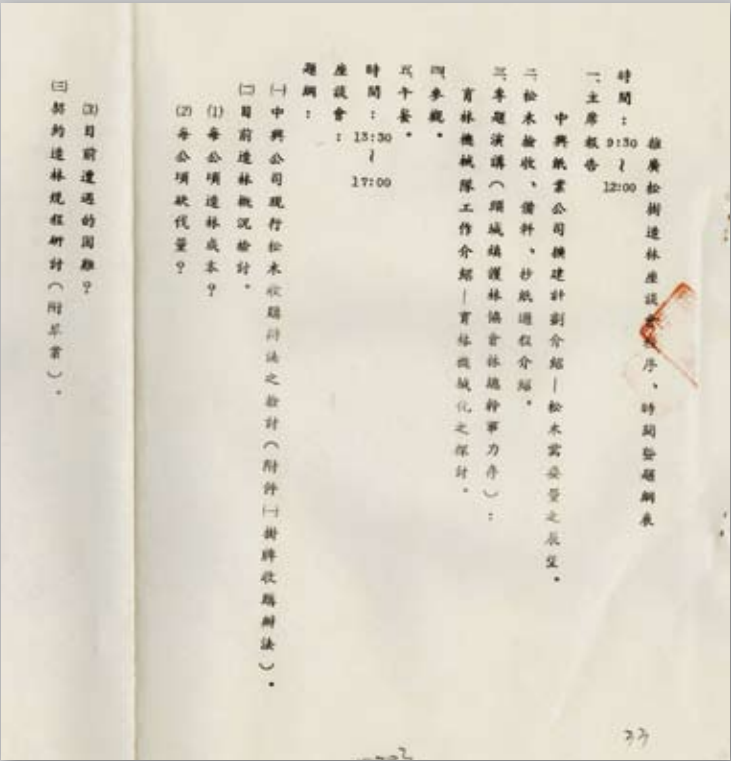 推廣松樹造林座談會程序、時間暨題綱表
時間：9:30～12:00
一、主席報告
中興紙業公司擴建計劃介紹—松木需要量之展望。
二、松木檢收、備料、抄紙過程介紹。
三、專題演講（頭城鎮護林協會林總幹事力序）：
育林機械隊工作介紹—育林機械化之探討。
四、參觀。
五、午餐。
時間：13:30～17:00
座談會：
題綱：
㈠中興公司現行松木收購辦法之檢討（附件㈠掛牌收購辦法）。
㈡目前造林概況檢討。
⑴每公頃造林成本？
⑵每公頃砍伐量？
⑶目前遭遇的困難？
㈢契約造林規程研討（附草案）。
33